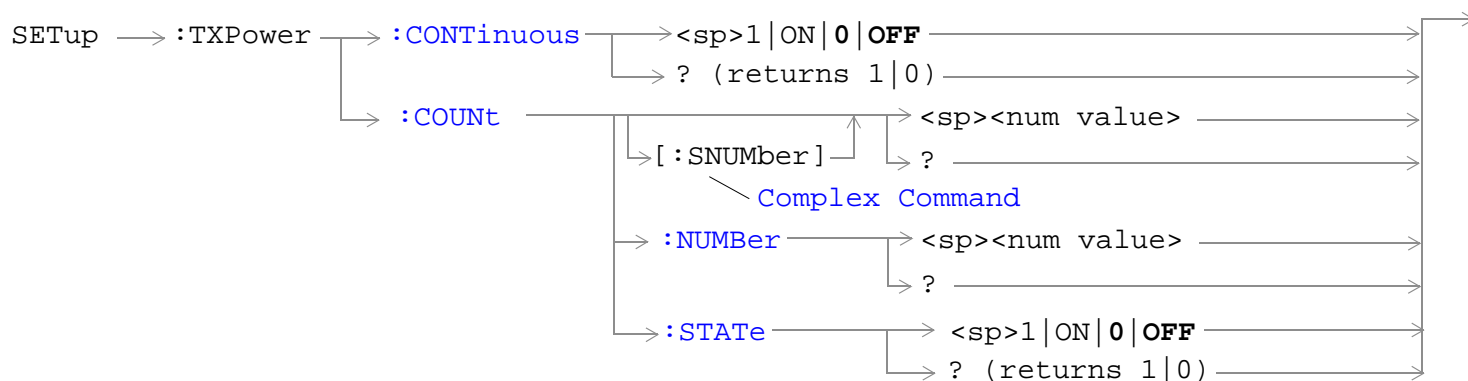 SETup :TXPower :CONTinuous <sp>1|ON|0|OFF
? (returns 1|0)
:COUNt <sp><num value>
[:SNUMber] ?
Complex Command
:NUMBer <sp><num value>
?
:STATe <sp>1|ON|0|OFF
? (returns 1|0)